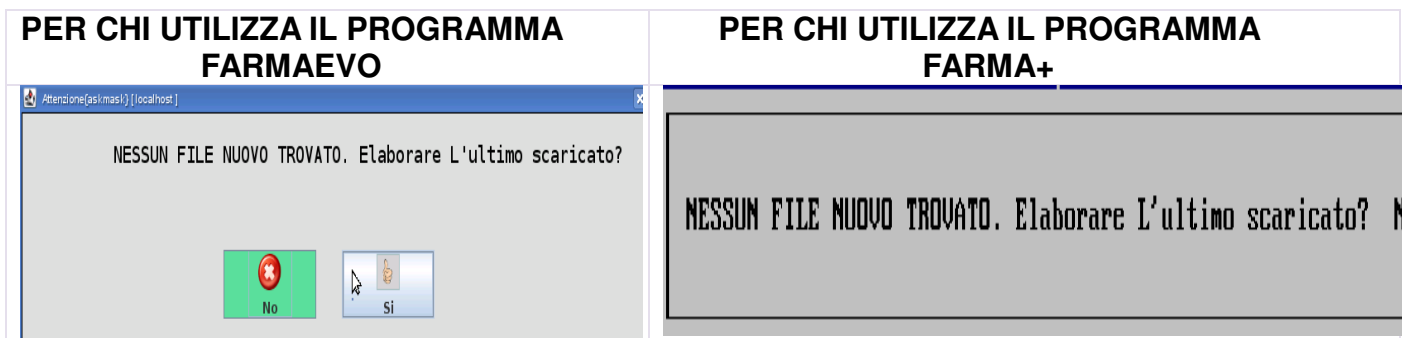 PER CHI UTILIZZA IL PROGRAMMA
FARMAEVO
Attenzione{askmask} [ localhost ]
NESSUN FILE NUOVO TROVATO. Elaborare L'ultimo scaricato?
No
Si
PER CHI UTILIZZA IL PROGRAMMA
FARMA+
NESSUN FILE NUOVO TROVATO. Elaborare L'ultimo scaricato? N